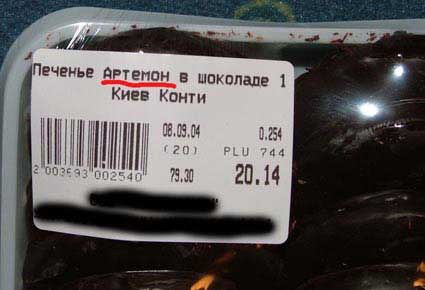 Печенье Артемон в шоколаде 1
Киев Конти
08.09.04 0.254
(20) PLU 744
79.30 20.14
2 003693 002540